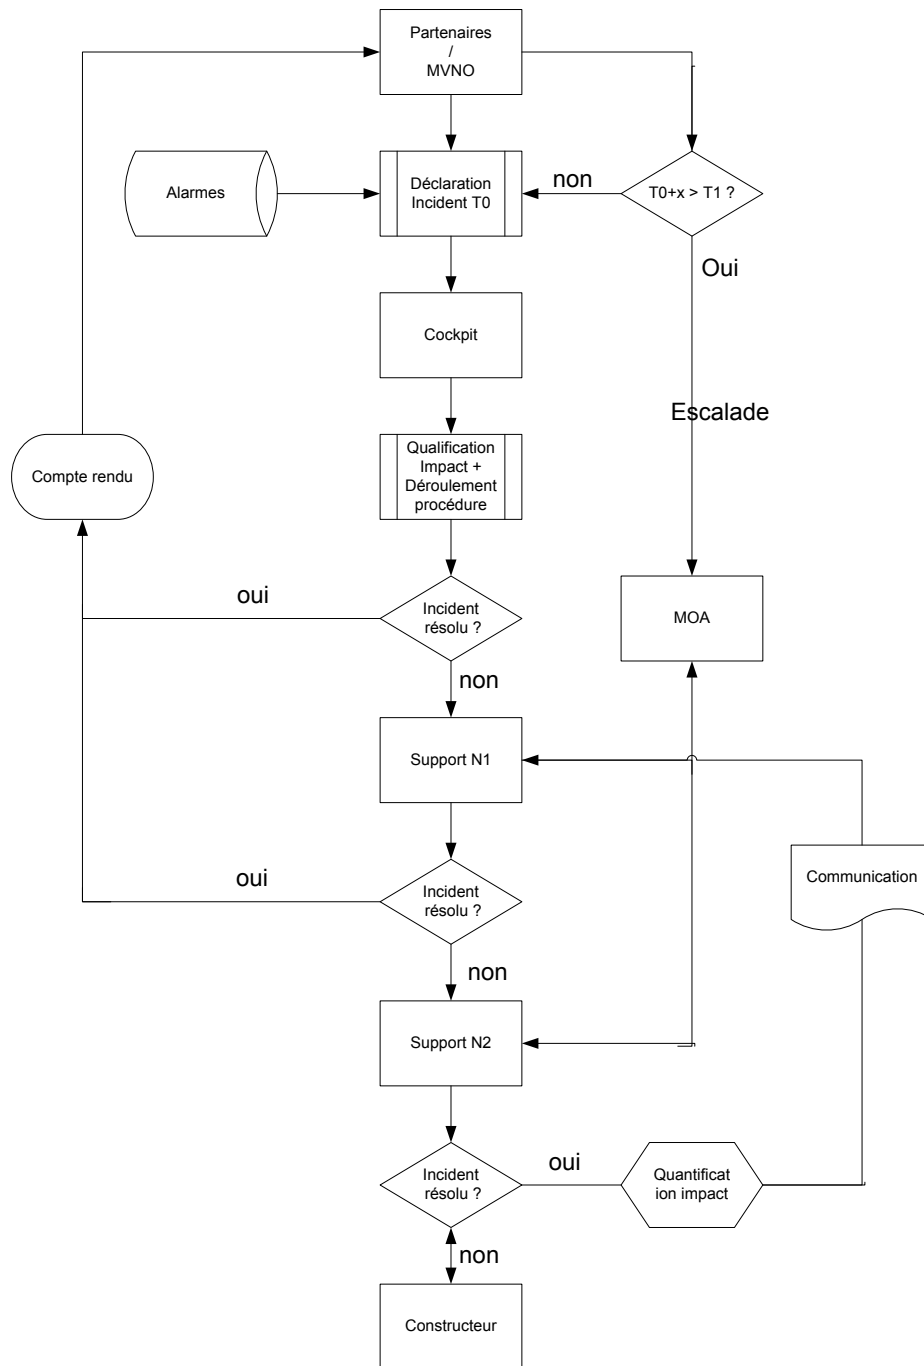 Partenaires
/
MVNO
Alarmes
Déclaration
Incident T0
non
T0+x > T1 ?
Oui
Cockpit
Escalade
Qualification
Impact +
Déroulement
procédure
Compte rendu
oui
Incident
résolu ?
MOA
non
Support N1
oui
Incident
résolu ?
Communication
non
Support N2
Incident
résolu ?
oui
Quantificat
ion impact
non
Constructeur